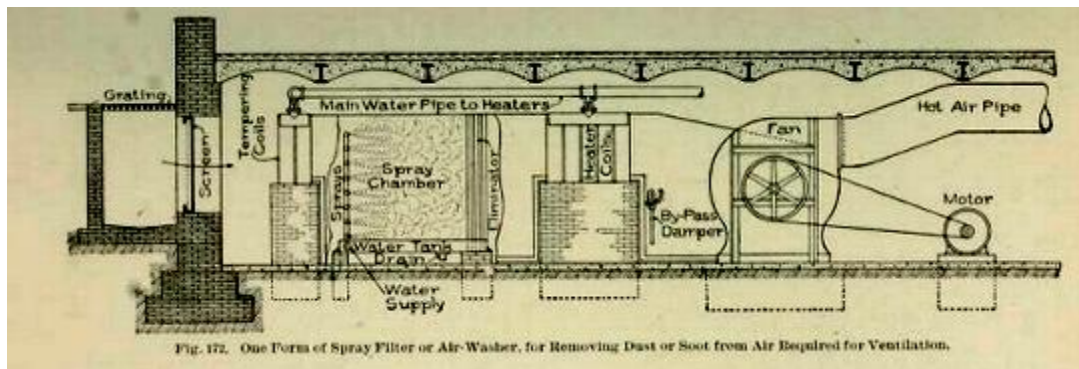 Grating
Screen
Tempering
Coils
Main Water Pipe to Heaters
Sprays
Spray
Chamber
Eliminator
Water Tank
Drain
Water
Supply
Heater
Coils
By-Pass
Damper
Fan
Hot Air Pipe
Motor
Fig. 172. One Form of Spray Filter or Air-Washer, for Removing Dust or Soot from Air Required for Ventilation.